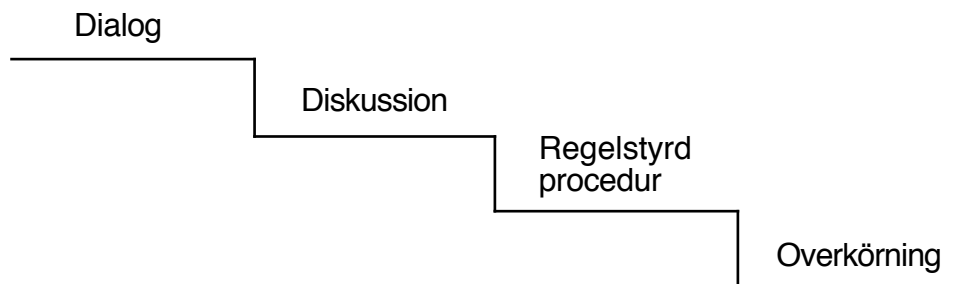 Dialog
Diskussion
Regelstyrd
procedur
Overkörning